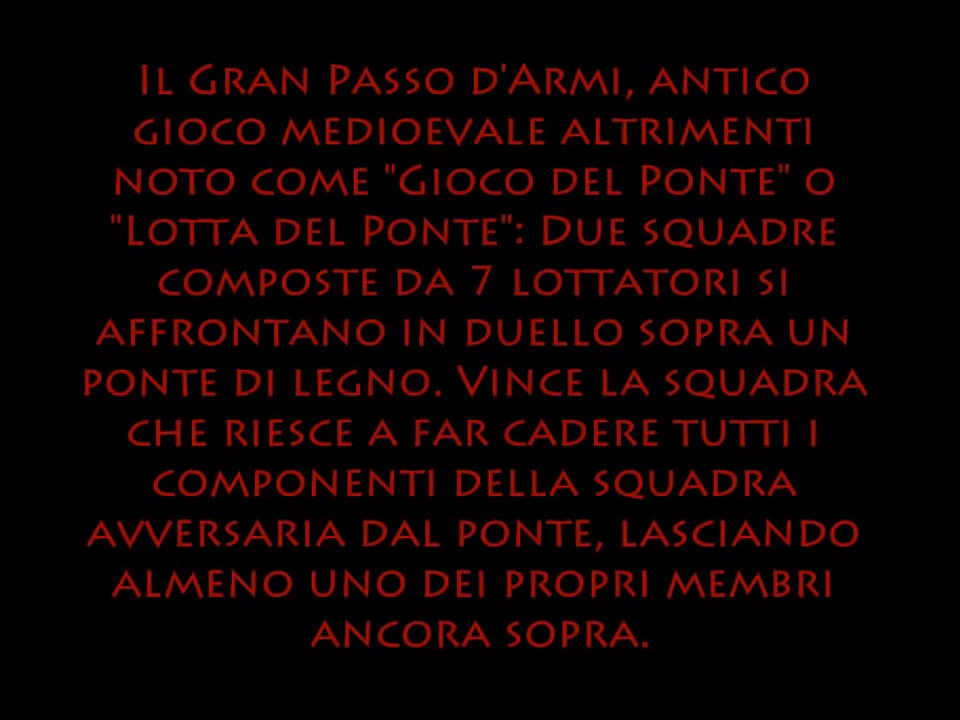 Il Gran Passo d'Armi, antico
gioco medioevale altrimenti
noto come "Gioco del Ponte" o
"Lotta del Ponte": Due squadre
composte da 7 lottatori si
affrontano in duello sopra un
ponte di legno. Vince la squadra
che riesce a far cadere tutti i
componenti della squadra
avversaria dal ponte, lasciando
almeno uno dei propri membri
ancora sopra.